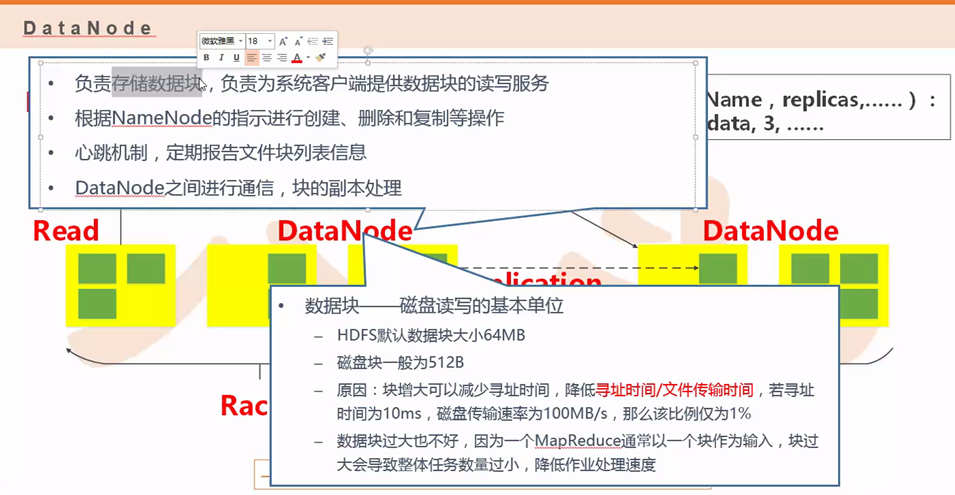 DataNode
微软雅黑 18
B I U A
• 负责存储数据块，负责为系统客户端提供数据块的读写服务
• 根据NameNode的指示进行创建、删除和复制等操作
• 心跳机制，定期报告文件块列表信息
• DataNode之间进行通信，块的副本处理
Name，replicas,……）：
data, 3, ……
Read
DataNode
DataNode
lication
• 数据块——磁盘读写的基本单位
– HDFS默认数据块大小64MB
– 磁盘块一般为512B
– 原因：块增大可以减少寻址时间，降低寻址时间/文件传输时间，若寻址
时间为10ms，磁盘传输速率为100MB/s，那么该比例仅为1%
– 数据块过大也不好，因为一个MapReduce通常以一个块作为输入，块过
大会导致整体任务数量过小，降低作业处理速度
Rac